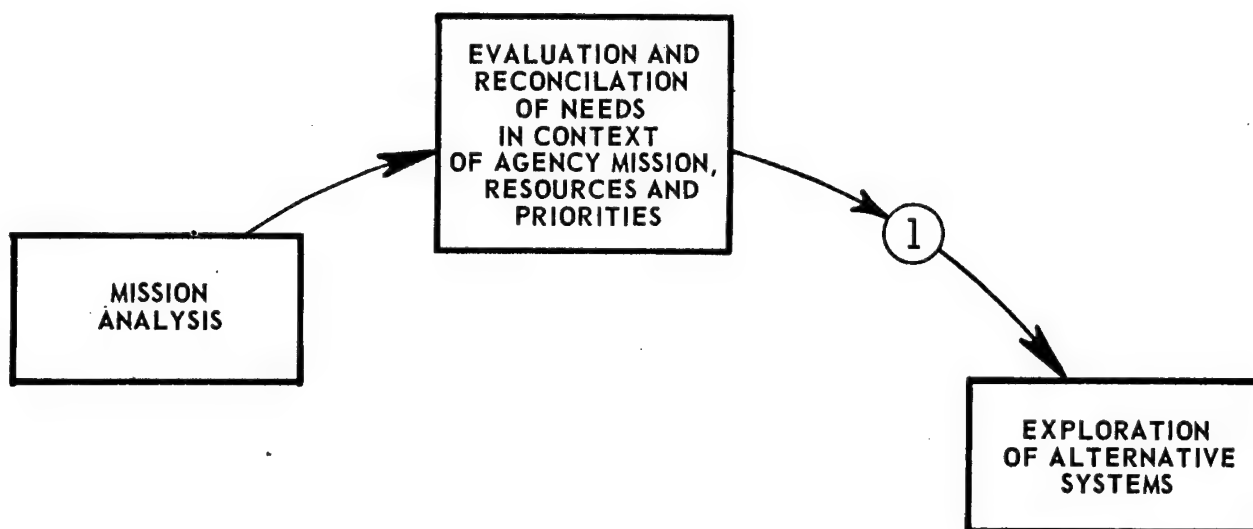 MISSION
ANALYSIS
EVALUATION AND
RECONCILATION
OF NEEDS
IN CONTEXT
OF AGENCY MISSION,
RESOURCES AND
PRIORITIES
1
EXPLORATION
OF ALTERNATIVE
SYSTEMS